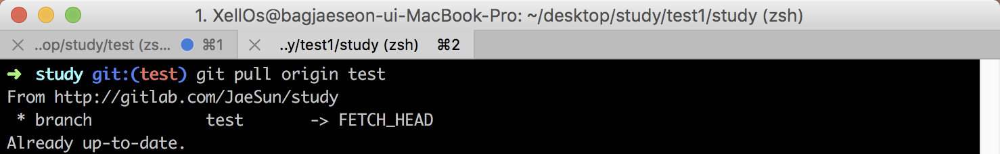 1. XellOs@bagjaeseon-ui-MacBook-Pro: ~/desktop/study/test1/study (zsh)
..op/study/test (zs... ⌘1 ..y/test1/study (zsh) ⌘2
➜ study git:(test) git pull origin test
From http://gitlab.com/JaeSun/study
* branch test -> FETCH_HEAD
Already up-to-date.